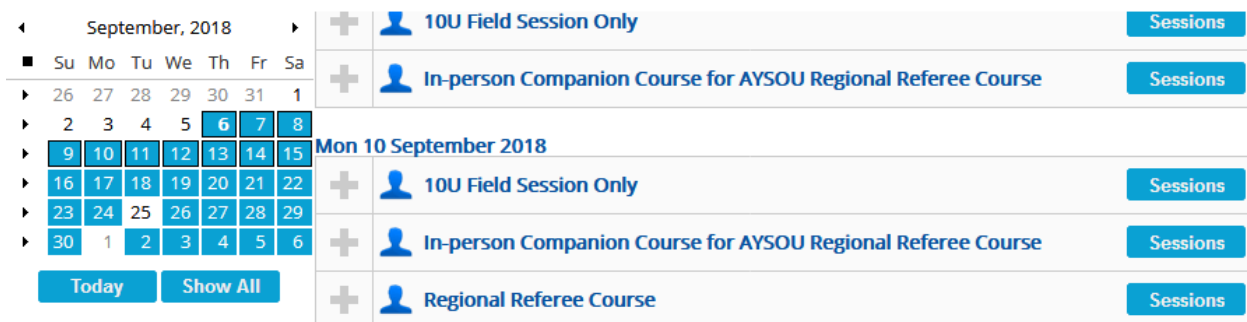 September, 2018
Su Mo Tu We Th Fr Sa
26 27 28 29 30 31 1
2 3 4 5 6 7 8
9 10 11 12 13 14 15
16 17 18 19 20 21 22
23 24 25 26 27 28 29
30 1 2 3 4 5 6
Today Show All
10U Field Session Only Sessions
In-person Companion Course for AYSOU Regional Referee Course Sessions
Mon 10 September 2018
10U Field Session Only Sessions
In-person Companion Course for AYSOU Regional Referee Course Sessions
Regional Referee Course Sessions